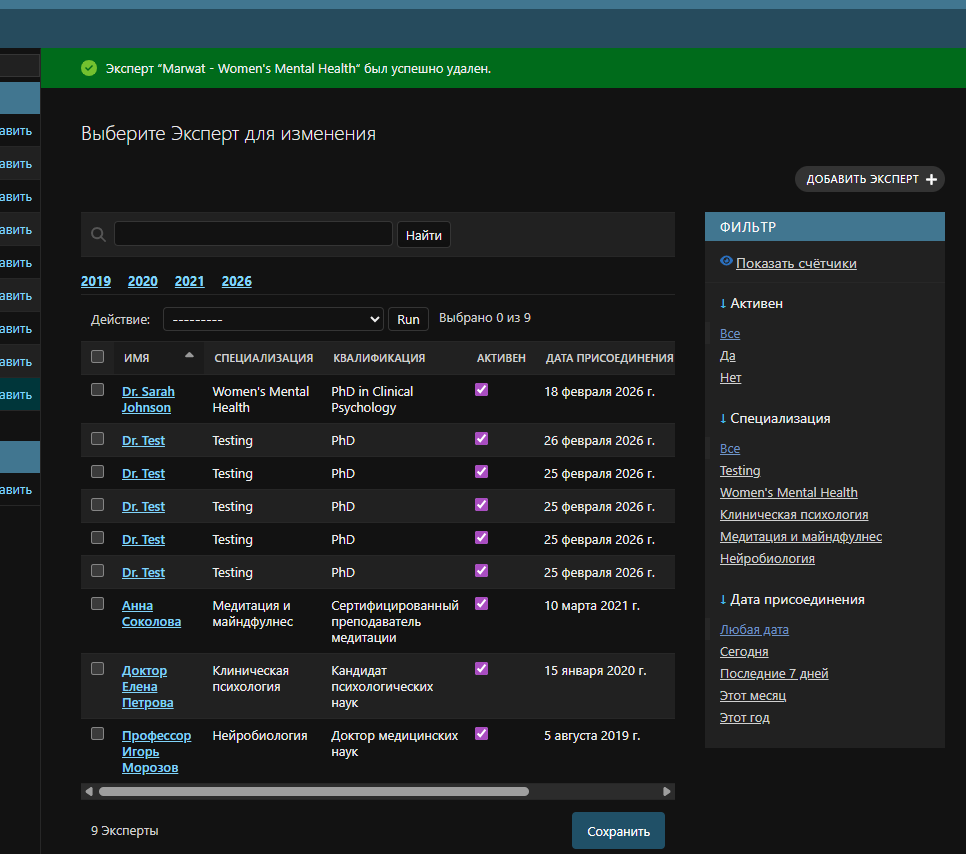 Эксперт “Marwat - Women's Mental Health“ был успешно удален.
Выберите Эксперт для изменения
ДОБАВИТЬ ЭКСПЕРТ +
авить
авить
авить
авить
авить
авить
авить
авить
авить
авить
Найти
2019 2020 2021 2026
Действие: --------- Run Выбрано 0 из 9
ИМЯ СПЕЦИАЛИЗАЦИЯ КВАЛИФИКАЦИЯ АКТИВЕН ДАТА ПРИСОЕДИНЕНИЯ
Dr. Sarah Women's Mental PhD in Clinical 18 февраля 2026 г.
Johnson Health Psychology
Dr. Test Testing PhD 26 февраля 2026 г.
Dr. Test Testing PhD 25 февраля 2026 г.
Dr. Test Testing PhD 25 февраля 2026 г.
Dr. Test Testing PhD 25 февраля 2026 г.
Dr. Test Testing PhD 25 февраля 2026 г.
Анна Медитация и Сертифицированный 10 марта 2021 г.
Соколова майндфулнес преподаватель
медитации
Доктор Клиническая Кандидат 15 января 2020 г.
Елена психология психологических
Петрова наук
Профессор Нейробиология Доктор медицинских 5 августа 2019 г.
Игорь наук
Морозов
9 Эксперты
Сохранить
ФИЛЬТР
Показать счётчики
↓ Активен
Все
Да
Нет
↓ Специализация
Все
Testing
Women's Mental Health
Клиническая психология
Медитация и майндфулнес
Нейробиология
↓ Дата присоединения
Любая дата
Сегодня
Последние 7 дней
Этот месяц
Этот год